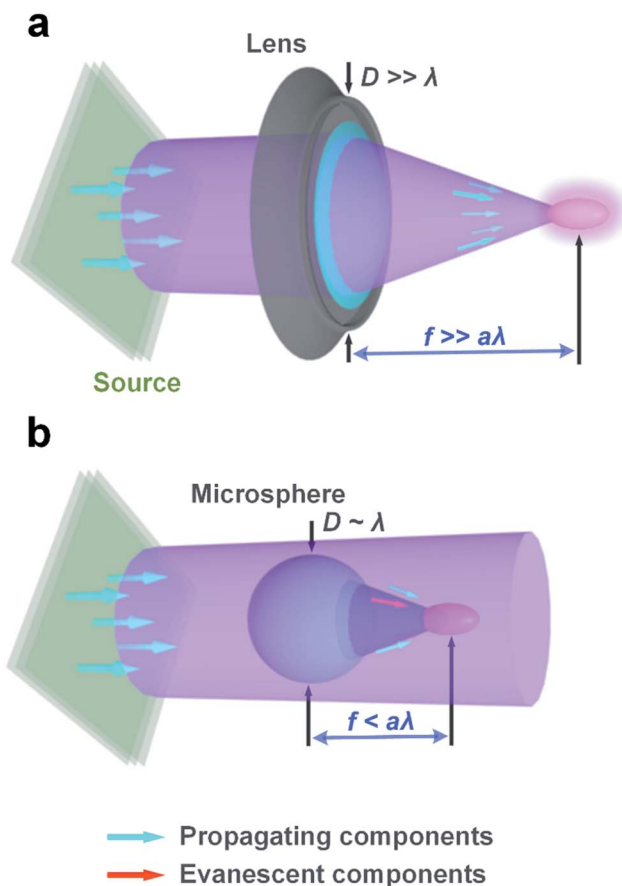 a
Lens
D >> λ
f >> aλ
Source
b
Microsphere
D ~ λ
f < aλ
Propagating components
Evanescent components